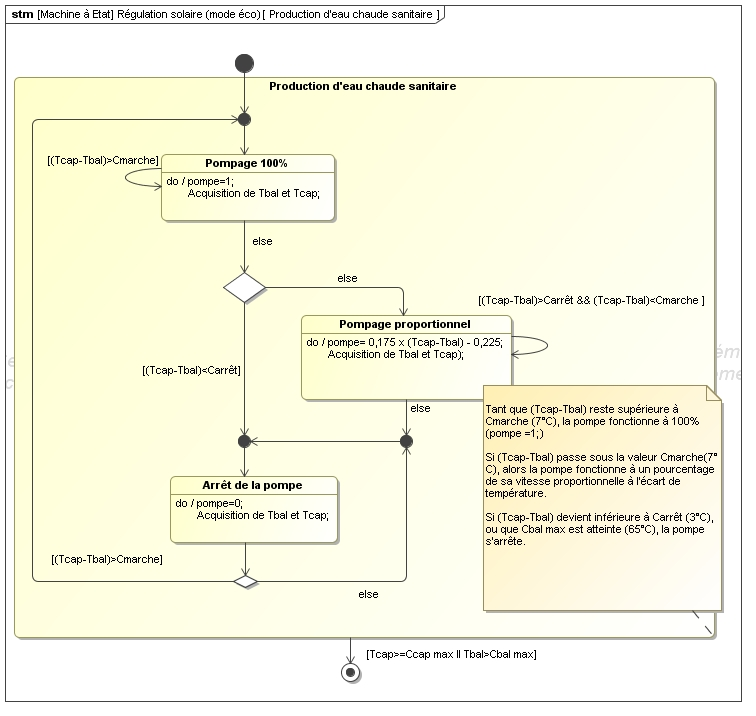 stm [Machine à Etat] Régulation solaire (mode éco) [ Production d'eau chaude sanitaire ]
Production d'eau chaude sanitaire
[(Tcap-Tbal)>Cmarche]
Pompage 100%
do / pompe=1;
Acquisition de Tbal et Tcap;
else
else
[(Tcap-Tbal)>Carrêt && (Tcap-Tbal)<Cmarche ]
Pompage proportionnel
do / pompe= 0,175 x (Tcap-Tbal) - 0,225;
Acquisition de Tbal et Tcap);
[(Tcap-Tbal)<Carrêt]
else
Tant que (Tcap-Tbal) reste supérieure à
Cmarche (7°C), la pompe fonctionne à 100%
(pompe =1;)
Si (Tcap-Tbal) passe sous la valeur Cmarche(7°
C), alors la pompe fonctionne à un pourcentage
de sa vitesse proportionnelle à l'écart de
température.
Si (Tcap-Tbal) devient inférieure à Carrêt (3°C),
ou que Cbal max est atteinte (65°C), la pompe
s'arrête.
Arrêt de la pompe
do / pompe=0;
Acquisition de Tbal et Tcap;
[(Tcap-Tbal)>Cmarche]
else
[Tcap>=Ccap max II Tbal>Cbal max]